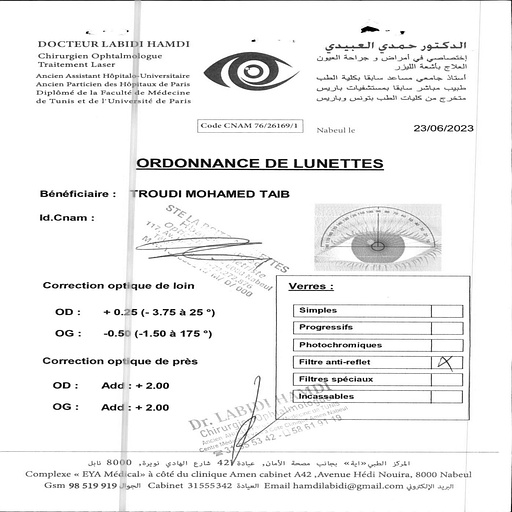 DOCTEUR LABIDI HAMDI
Chirurgien Ophtalmologue
Traitement Laser
Ancien Assistant Hôpitalo-Universitaire
Ancien Particien des Hôpitaux de Paris
Diplômé de la Faculté de Médecine
de Tunis et de l'Université de Paris
الدكتور حمدي العبيدي
إختصاصي في أمراض و جراحة العيون
العلاج بأشعة الليزر
أستاذ جامعي مساعد سابقا بكلية الطب
طبيب مباشر سابقا بمستشفيات باريس
متخرج من كليات الطب بتونس وباريس
Code CNAM 76/26169/1
Nabeul le 23/06/2023
ORDONNANCE DE LUNETTES
Bénéficiaire : TROUDI MOHAMED TAIB
Id.Cnam :
Correction optique de loin
OD : + 0.25 (- 3.75 à 25 °)
OG : -0.50 (-1.50 à 175 °)
Correction optique de près
OD : Add : + 2.00
OG : Add : + 2.00
Verres :
Simples
Progressifs
Photochromiques
Filtre anti-reflet X
Filtres spéciaux
Incassables
Dr. LABIDI HAMDI
Chirurgien Ophtalmologue
المركز الطبي «اية» بجانب مصحة الأمان، عيادة 42 شارع الهادي نويرة، 8000 نابل
Complexe « EYA Médical» à côté du clinique Amen cabinet A42 ,Avenue Hédi Nouira, 8000 Nabeul
Gsm 98 519 919 الجوال Cabinet 31555342 العيادة Email hamdilabidi@gmail.com البريد الإلكتروني